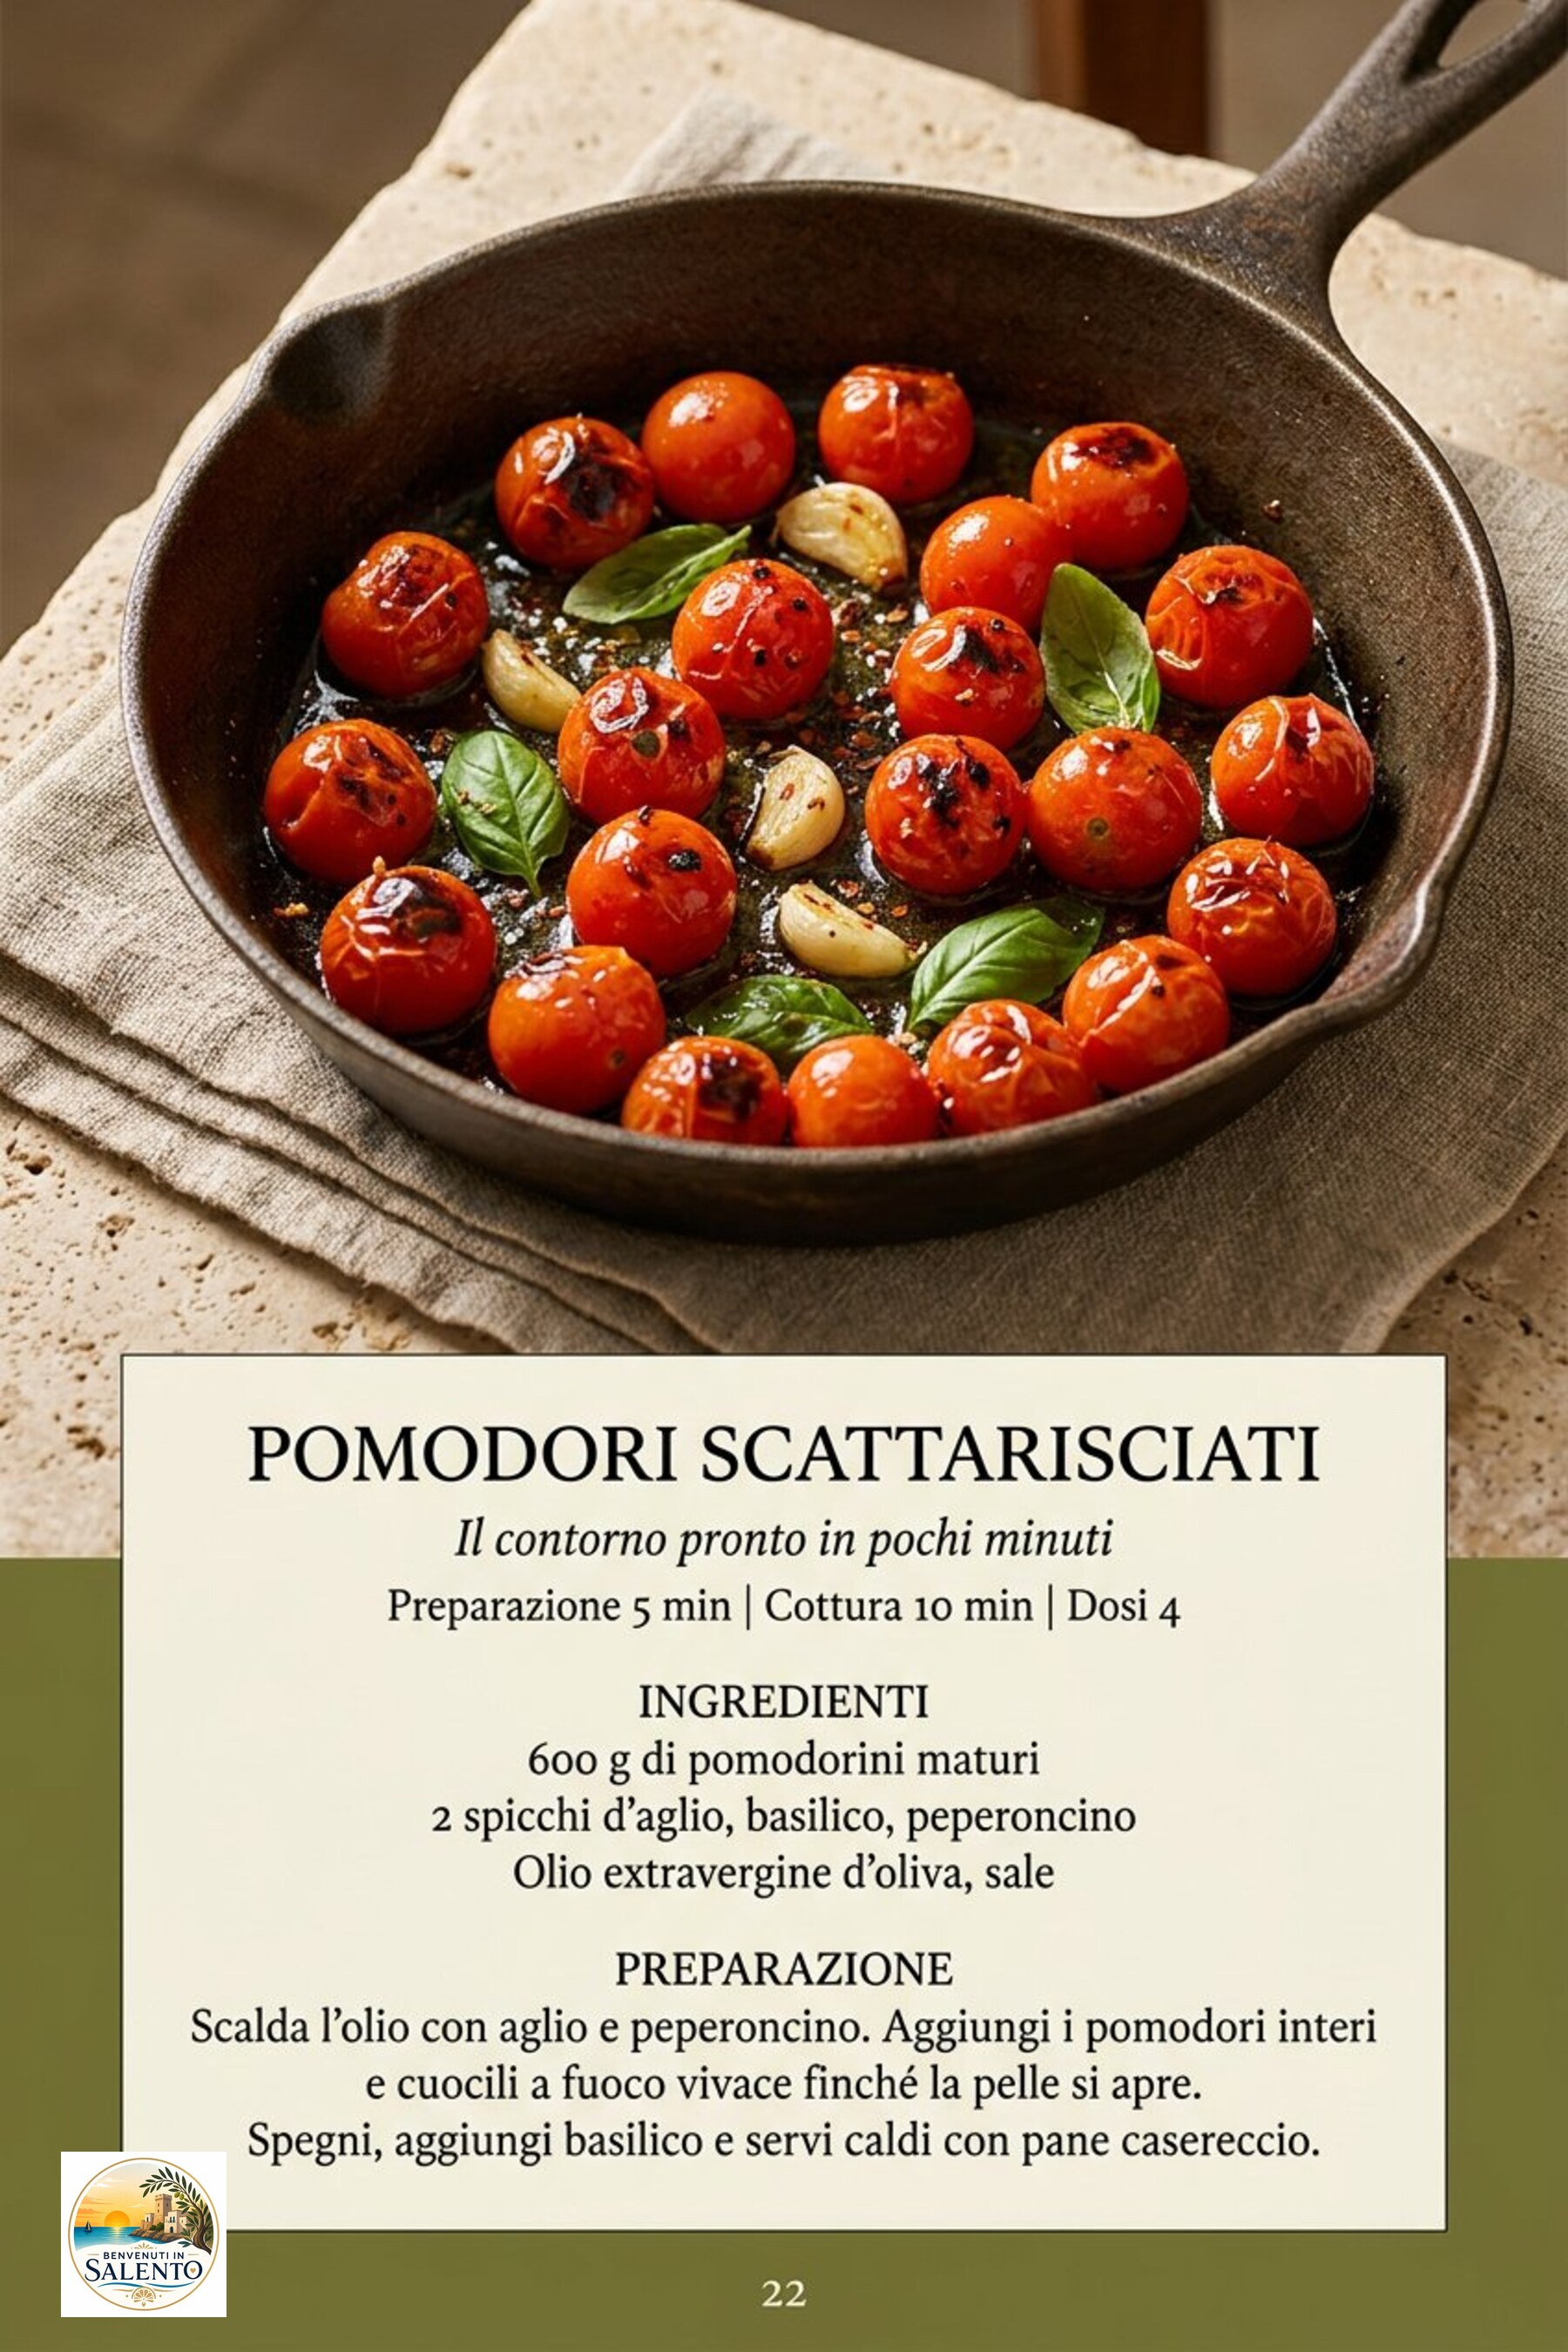 POMODORI SCATTARISCIATI
Il contorno pronto in pochi minuti
Preparazione 5 min | Cottura 10 min | Dosi 4
INGREDIENTI
600 g di pomodorini maturi
2 spicchi d’aglio, basilico, peperoncino
Olio extravergine d’oliva, sale
PREPARAZIONE
Scalda l’olio con aglio e peperoncino. Aggiungi i pomodori interi
e cuocili a fuoco vivace finché la pelle si apre.
Spegni, aggiungi basilico e servi caldi con pane casereccio.
BENVENUTI IN
SALENTO
22